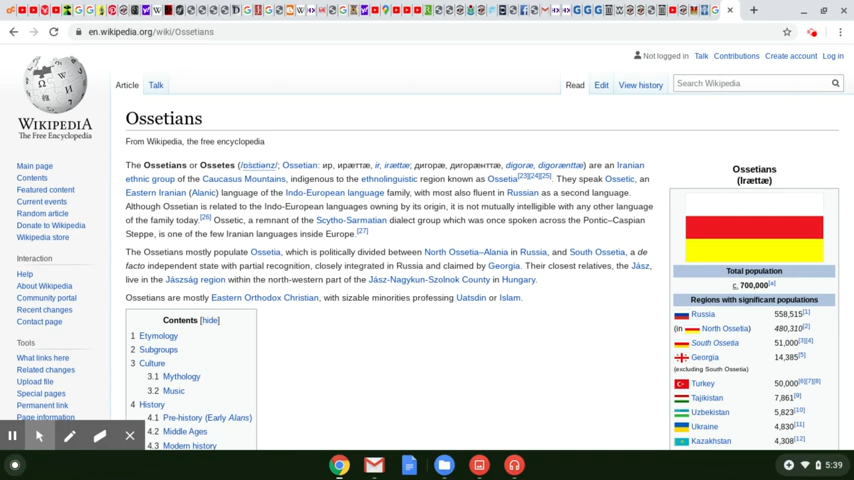 en.wikipedia.org/wiki/Ossetians
Not logged in Talk Contributions Create account Log in
Article Talk Read Edit View history Search Wikipedia
WIKIPEDIA
The Free Encyclopedia
Main page
Contents
Featured content
Current events
Random article
Donate to Wikipedia
Wikipedia store
Interaction
Help
About Wikipedia
Community portal
Recent changes
Contact page
Tools
What links here
Related changes
Upload file
Special pages
Permanent link
Page information
Ossetians
From Wikipedia, the free encyclopedia
The Ossetians or Ossetes (/ɒsɛtiənz/; Ossetian: ир, ирæттæ; ir, irættæ; дигорæ, дигорæнттæ, digoræ, digorænttæ) are an Iranian
ethnic group of the Caucasus Mountains, indigenous to the ethnolinguistic region known as Ossetia[23][24][25]. They speak Ossetic, an
Eastern Iranian (Alanic) language of the Indo-European language family, with most also fluent in Russian as a second language.
Although Ossetian is related to the Indo-European languages owning by its origin, it is not mutually intelligible with any other language
of the family today.[26] Ossetic, a remnant of the Scytho-Sarmatian dialect group which was once spoken across the Pontic–Caspian
Steppe, is one of the few Iranian languages inside Europe.[27]
The Ossetians mostly populate Ossetia, which is politically divided between North Ossetia–Alania in Russia, and South Ossetia, a de
facto independent state with partial recognition, closely integrated in Russia and claimed by Georgia. Their closest relatives, the Jász,
live in the Jászság region within the north-western part of the Jász-Nagykun-Szolnok County in Hungary.
Ossetians are mostly Eastern Orthodox Christian, with sizable minorities professing Uatsdin or Islam.
Contents [hide]
1 Etymology
2 Subgroups
3 Culture
3.1 Mythology
3.2 Music
4 History
4.1 Pre-history (Early Alans)
4.2 Middle Ages
4.3 Modern history
Ossetians
(Irættæ)
Total population
c. 700,000[a]
Regions with significant populations
Russia 558,515[1]
(in North Ossetia) 480,310[2]
South Ossetia 51,000[3][4]
Georgia 14,385[5]
(excluding South Ossetia)
Turkey 50,000[6][7][8]
Tajikistan 7,861[9]
Uzbekistan 5,823[10]
Ukraine 4,830[11]
Kazakhstan 4,308[12]
5:39